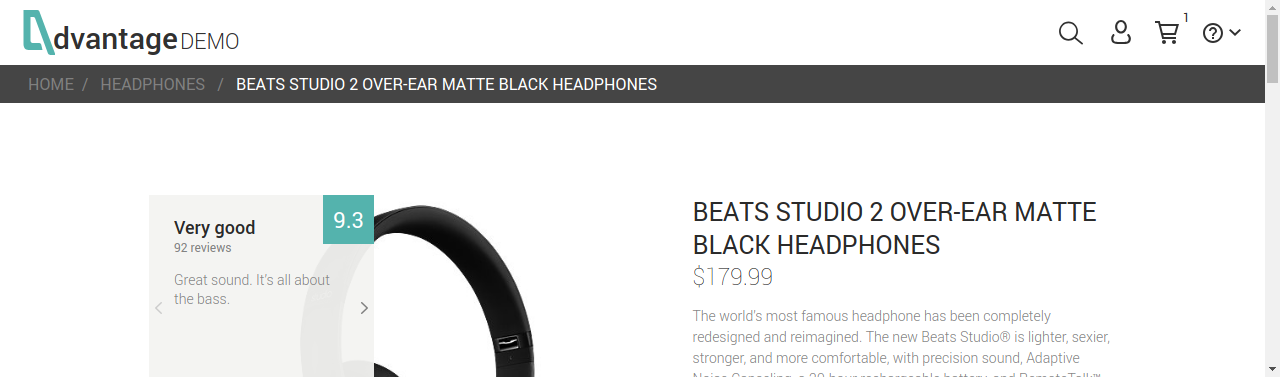 dvantage DEMO
1
HOME / HEADPHONES / BEATS STUDIO 2 OVER-EAR MATTE BLACK HEADPHONES
Very good
9.3
92 reviews
Great sound. It's all about
the bass.
BEATS STUDIO 2 OVER-EAR MATTE
BLACK HEADPHONES
$179.99
The world's most famous headphone has been completely
redesigned and reimagined. The new Beats Studio® is lighter, sexier,
stronger, and more comfortable, with precision sound, Adaptive